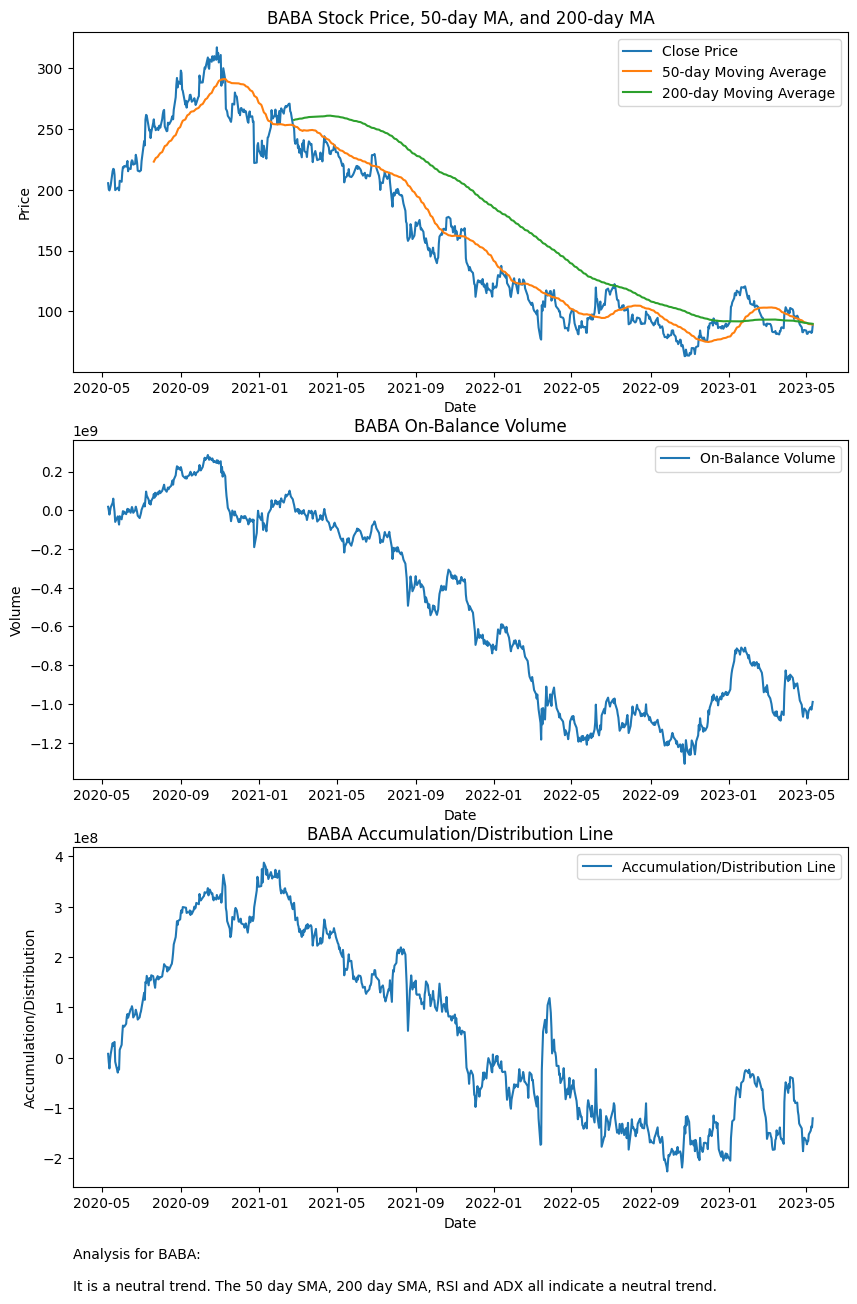 BABA Stock Price, 50-day MA, and 200-day MA
Close Price
50-day Moving Average
200-day Moving Average
Price
300
250
200
150
100
2020-05 2020-09 2021-01 2021-05 2021-09 2022-01 2022-05 2022-09 2023-01 2023-05
Date
BABA On-Balance Volume
1e9
On-Balance Volume
Volume
0.2
0.0
−0.2
−0.4
−0.6
−0.8
−1.0
−1.2
2020-05 2020-09 2021-01 2021-05 2021-09 2022-01 2022-05 2022-09 2023-01 2023-05
Date
BABA Accumulation/Distribution Line
1e8
Accumulation/Distribution Line
Accumulation/Distribution
4
3
2
1
0
−1
−2
2020-05 2020-09 2021-01 2021-05 2021-09 2022-01 2022-05 2022-09 2023-01 2023-05
Date
Analysis for BABA:
It is a neutral trend. The 50 day SMA, 200 day SMA, RSI and ADX all indicate a neutral trend.